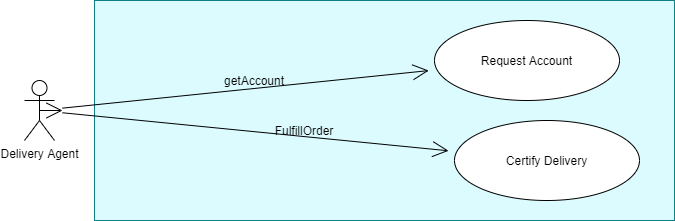 Request Account
getAccount
FulfillOrder
Delivery Agent
Certify Delivery